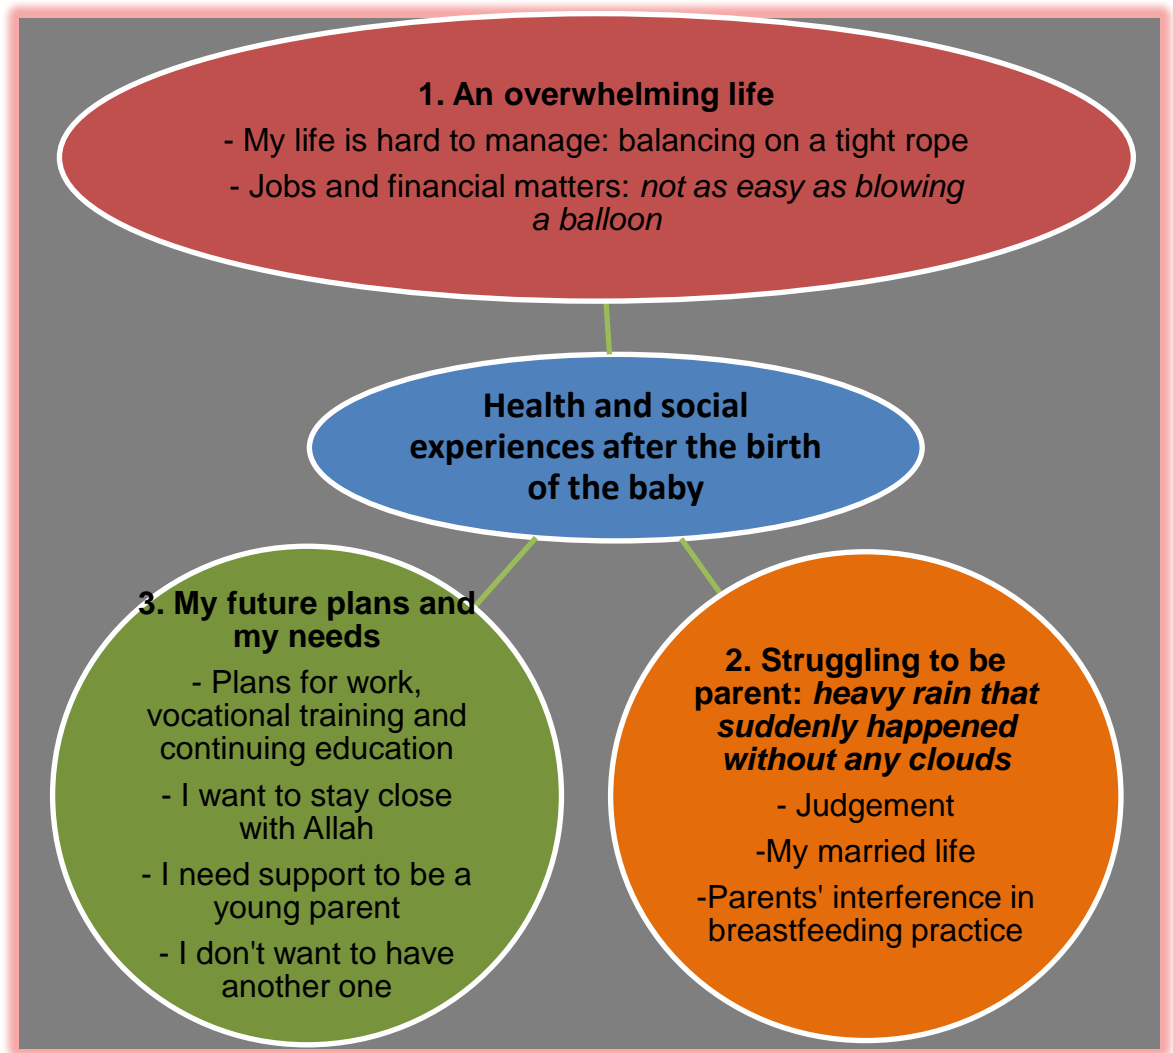 1. An overwhelming life
- My life is hard to manage: balancing on a tight rope
- Jobs and financial matters: not as easy as blowing
a balloon
Health and social
experiences after the birth
of the baby
3. My future plans and
my needs
- Plans for work,
vocational training and
continuing education
- I want to stay close
with Allah
- I need support to be a
young parent
- I don't want to have
another one
2. Struggling to be
parent: heavy rain that
suddenly happened
without any clouds
- Judgement
-My married life
-Parents' interference in
breastfeeding practice